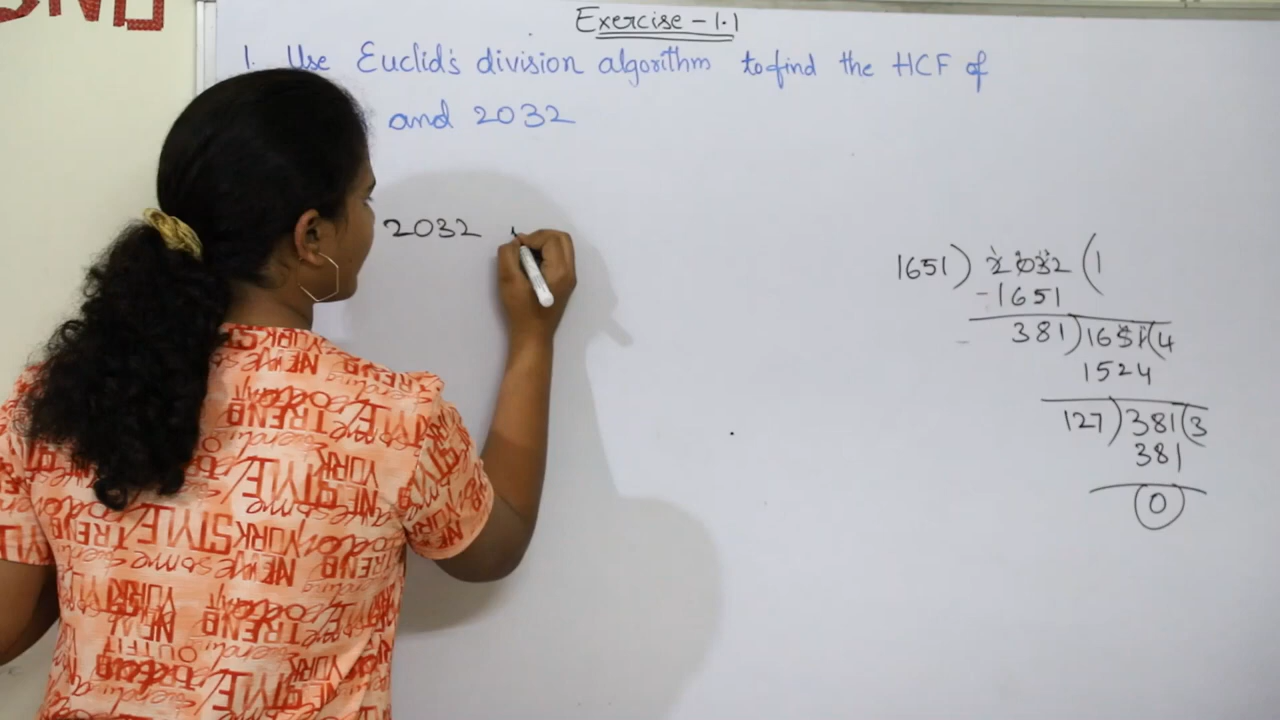 Exercise - 1.1
1. Use Euclid's division algorithm to find the HCF of
and 2032
2032
1651) 2032 (1
-1651
381) 1651 (4
1524
127) 381 (3
381
0